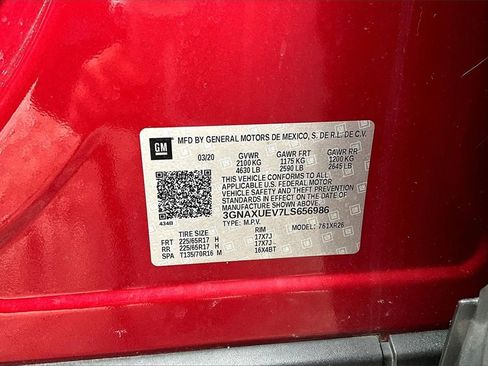 GM
MFD BY GENERAL MOTORS DE MEXICO, S. DE R.L. DE C.V.
03/20 GVWR GAWR FRT GAWR RR
2100 KG 1175 KG 1200 KG
4630 LB 2590 LB 2645 LB
THIS VEHICLE CONFORMS TO ALL
APPLICABLE U.S. FEDERAL MOTOR
VEHICLE SAFETY, BUMPER, AND THEFT
PREVENTION STANDARDS IN EFFECT ON THE
DATE OF MANUFACTURE SHOWN ABOVE.
3GNAXUEV7LS656986
TYPE: M.P.V. MODEL: 761XR26
434B
TIRE SIZE RIM
FRT 225/65R17 H 17X7J
RR 225/65R17 H 17X7J
SPA T135/70R16 M 16X4BT